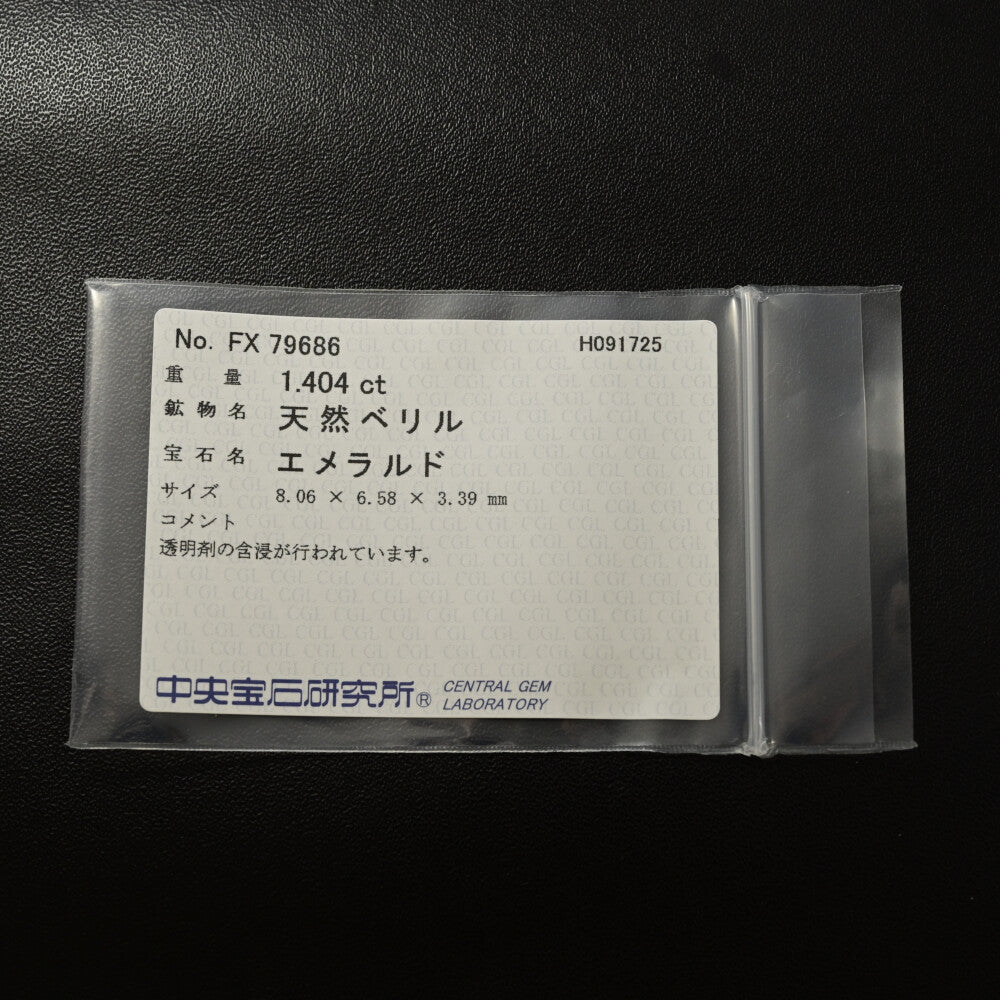 No. FX 79686 H091725
重量 1.404 ct
鉱物名 天然ベリル
宝石名 エメラルド
サイズ 8.06 × 6.58 × 3.39 mm
コメント
透明剤の含浸が行われています。
中央宝石研究所® CENTRAL GEM
LABORATORY